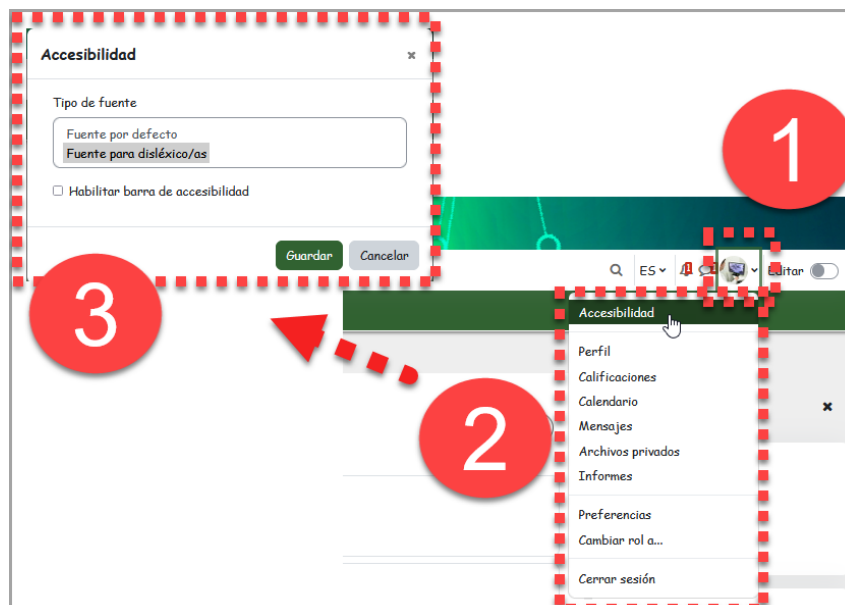 Accesibilidad ×
Tipo de fuente
Fuente por defecto
Fuente para disléxico/as
Habilitar barra de accesibilidad
Guardar Cancelar
3
1
ES
Editar
2
Accesibilidad
Perfil
Calificaciones
Calendario
Mensajes
Archivos privados
Informes
Preferencias
Cambiar rol a...
Cerrar sesión